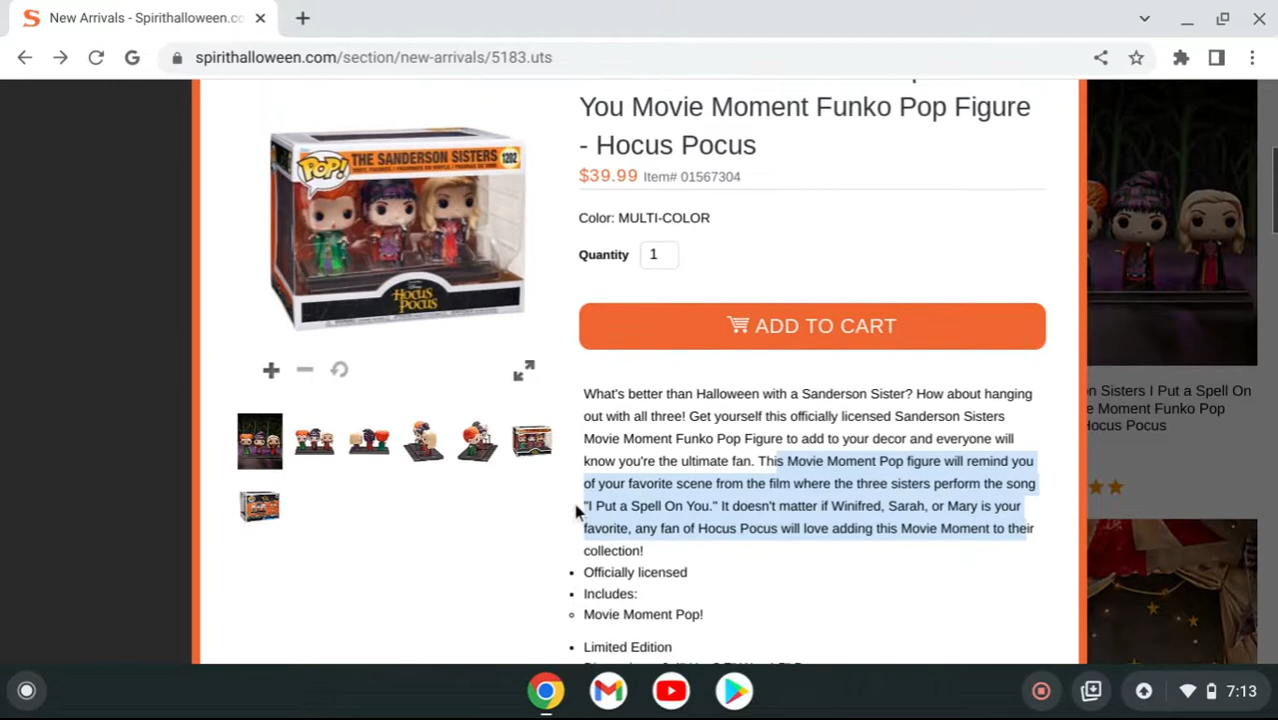 New Arrivals - Spirithalloween.co
spirithalloween.com/section/new-arrivals/5183.uts
You Movie Moment Funko Pop Figure
- Hocus Pocus
$39.99 Item# 01567304
Color: MULTI-COLOR
Quantity 1
ADD TO CART
POP! THE SANDERSON SISTERS 1202
Disney
HOCUS
POCUS
What's better than Halloween with a Sanderson Sister? How about hanging
out with all three! Get yourself this officially licensed Sanderson Sisters
Movie Moment Funko Pop Figure to add to your decor and everyone will
know you're the ultimate fan. This Movie Moment Pop figure will remind you
of your favorite scene from the film where the three sisters perform the song
"I Put a Spell On You." It doesn't matter if Winifred, Sarah, or Mary is your
favorite, any fan of Hocus Pocus will love adding this Movie Moment to their
collection!
• Officially licensed
• Includes:
◦ Movie Moment Pop!
• Limited Edition
on Sisters I Put a Spell On
e Moment Funko Pop
Hocus Pocus
7:13